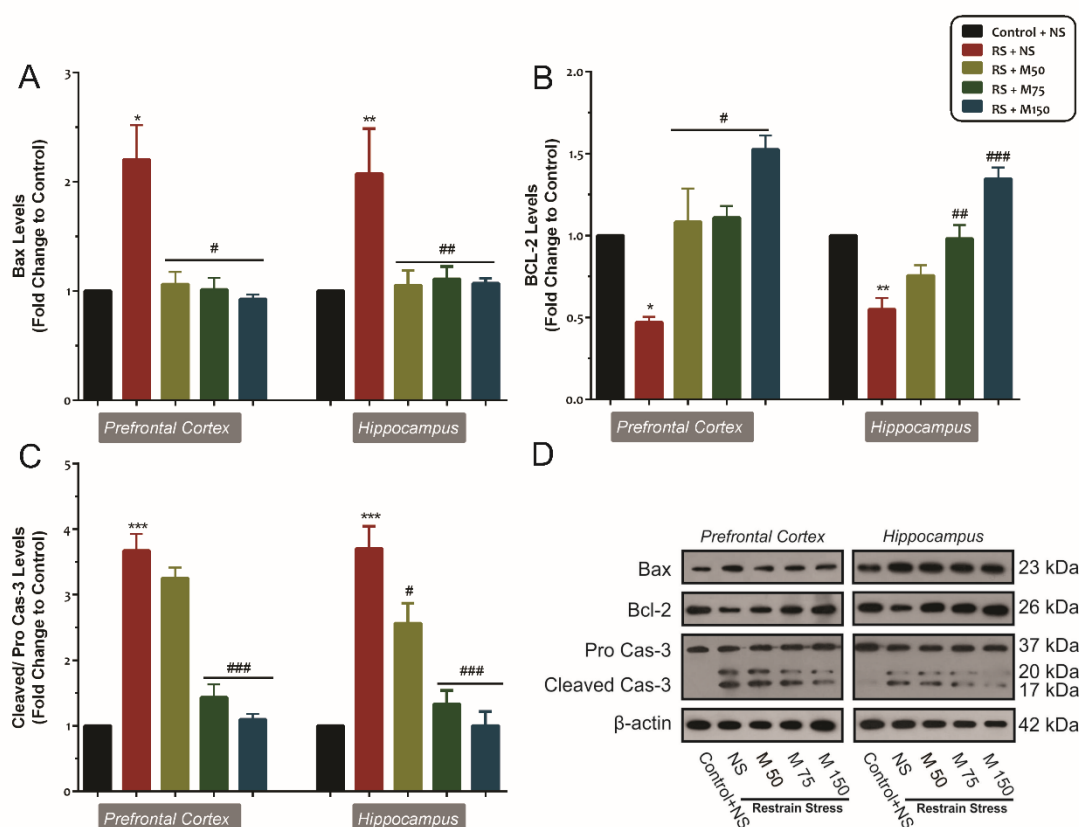 Control + NS
RS + NS
RS + M50
RS + M75
RS + M150
A
Bax Levels
(Fold Change to Control)
3
2
1
0
*
#
**
##
Prefrontal Cortex
Hippocampus
B
BCL-2 Levels
(Fold Change to Control)
2.0
1.5
1.0
0.5
0.0
*
#
**
##
###
Prefrontal Cortex
Hippocampus
C
Cleaved/ Pro Cas-3 Levels
(Fold Change to Control)
5
4
3
2
1
0
***
###
***
#
###
Prefrontal Cortex
Hippocampus
D
Prefrontal Cortex
Hippocampus
Bax
23 kDa
Bcl-2
26 kDa
Pro Cas-3
37 kDa
20 kDa
Cleaved Cas-3
17 kDa
β-actin
42 kDa
Control+NS
NS
M 50
M 75
M 150
Restrain Stress
Control+NS
NS
M 50
M 75
M 150
Restrain Stress